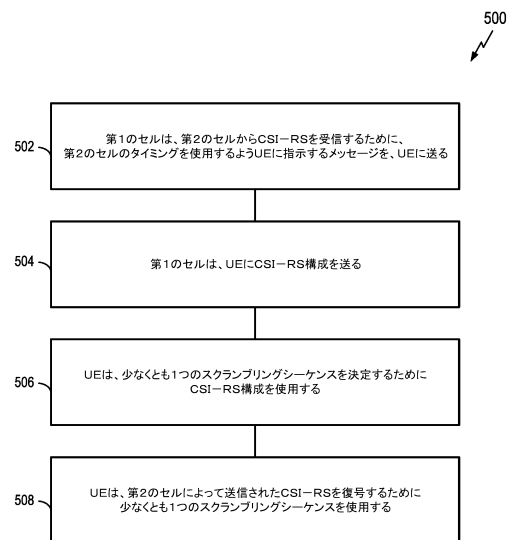 500
502
第1のセルは、第2のセルからCSI-RSを受信するために、
第2のセルのタイミングを使用するようUEに指示するメッセージを、UEに送る
504
第1のセルは、UEにCSI-RS構成を送る
506
UEは、少なくとも1つのスクランブリングシーケンスを決定するために
CSI-RS構成を使用する
508
UEは、第2のセルによって送信されたCSI-RSを復号するために
少なくとも1つのスクランブリングシーケンスを使用する